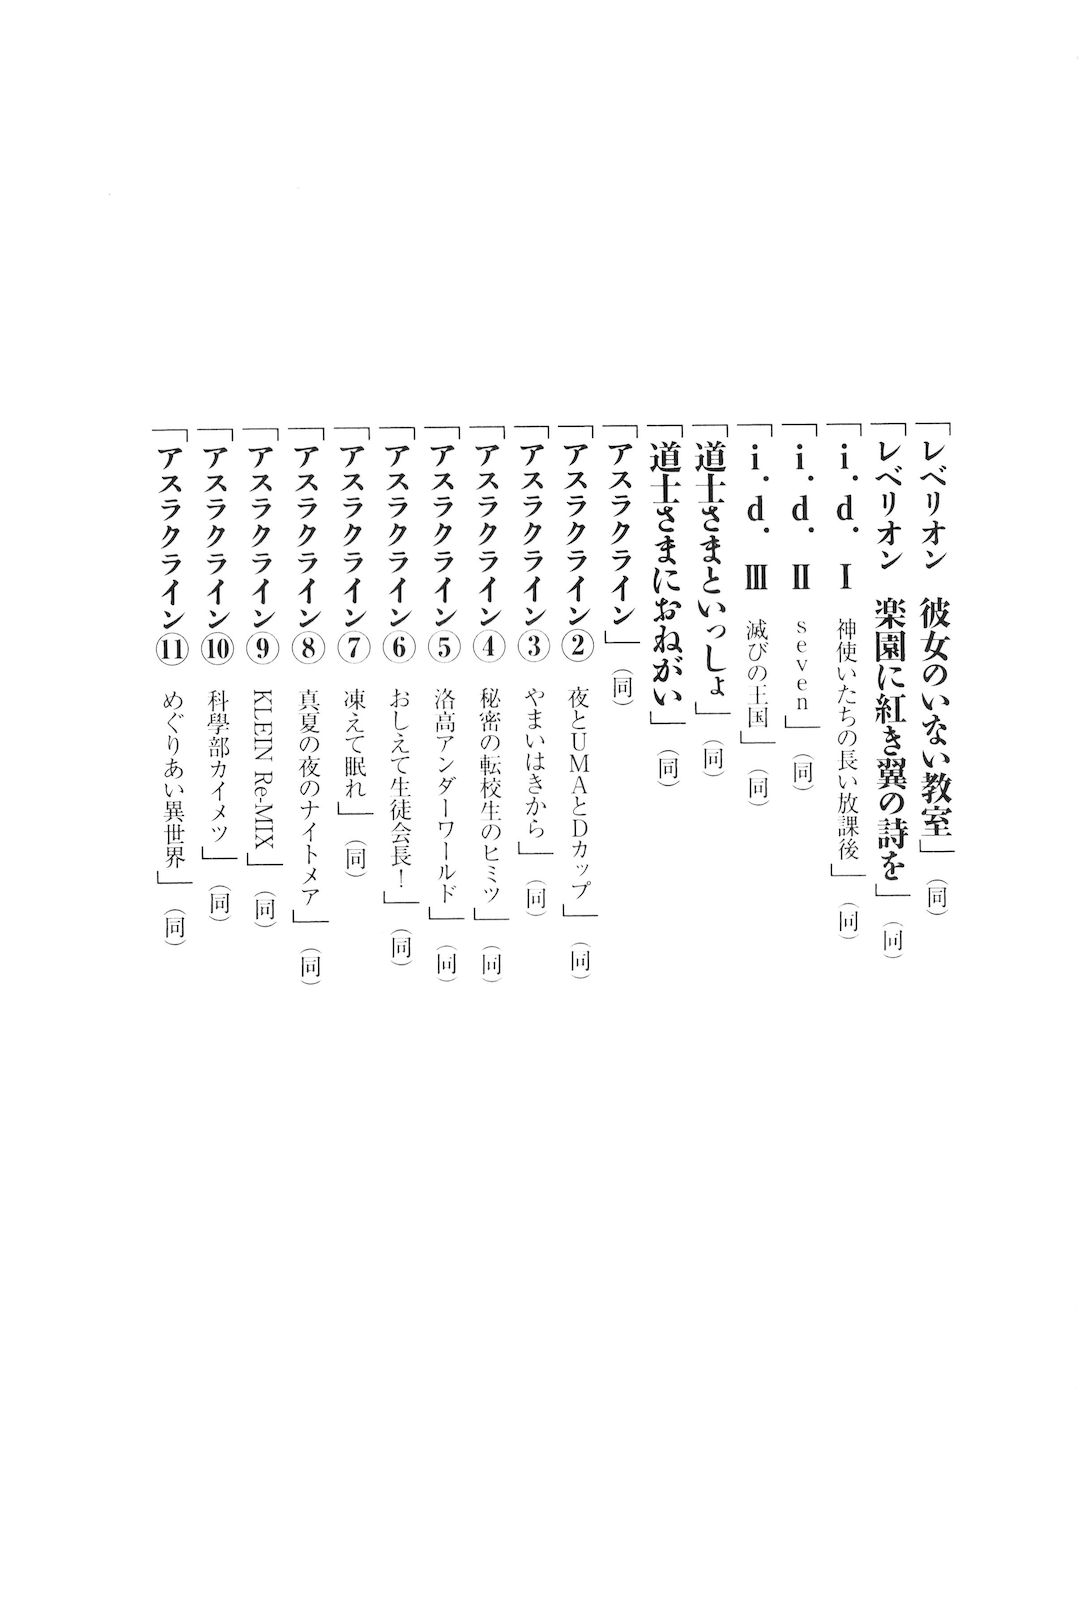 「レベリオン　彼女のいない教室」（同）
「レベリオン　楽園に紅き翼の詩を」（同）
「i.d. Ⅰ　神使いたちの長い放課後」（同）
「i.d. Ⅱ　seven」（同）
「i.d. Ⅲ　滅びの王国」（同）
「道士さまといっしょ」（同）
「道士さまにおねがい」（同）
「アスラクライン」（同）
「アスラクライン②　夜とUMAとDカップ」（同）
「アスラクライン③　やまいはきから」（同）
「アスラクライン④　秘密の転校生のヒミツ」（同）
「アスラクライン⑤　洛高アンダーワールド」（同）
「アスラクライン⑥　おしえて生徒会長！」（同）
「アスラクライン⑦　凍えて眠れ」（同）
「アスラクライン⑧　真夏の夜のナイトメア」（同）
「アスラクライン⑨　KLEIN Re-MIX」（同）
「アスラクライン⑩　科學部カイメツ」（同）
「アスラクライン⑪　めぐりあい異世界」（同）